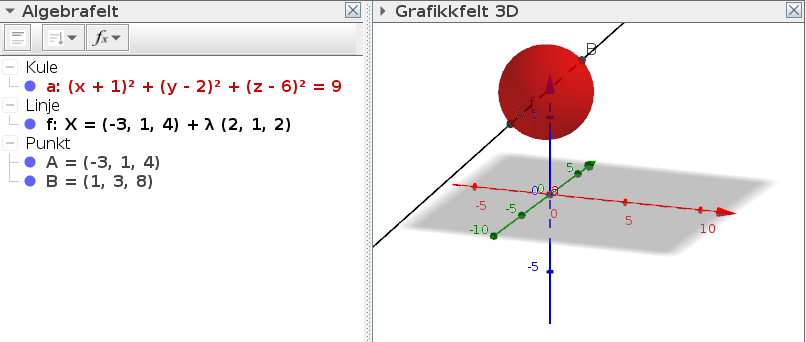 Algebrafelt
Kule
a: (x + 1)² + (y - 2)² + (z - 6)² = 9
Linje
f: X = (-3, 1, 4) + λ (2, 1, 2)
Punkt
A = (-3, 1, 4)
B = (1, 3, 8)
Grafikkfelt 3D
B
5
5
-5
0
0
0
-5
5
10
-10
-5